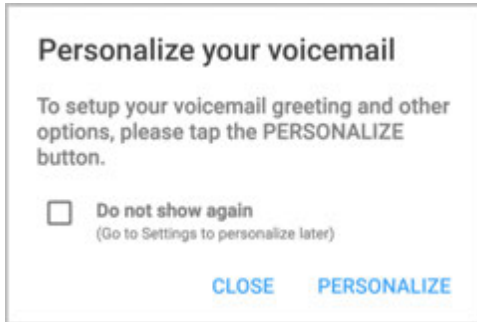 Personalize your voicemail
To setup your voicemail greeting and other
options, please tap the PERSONALIZE
button.
Do not show again
(Go to Settings to personalize later)
CLOSE PERSONALIZE